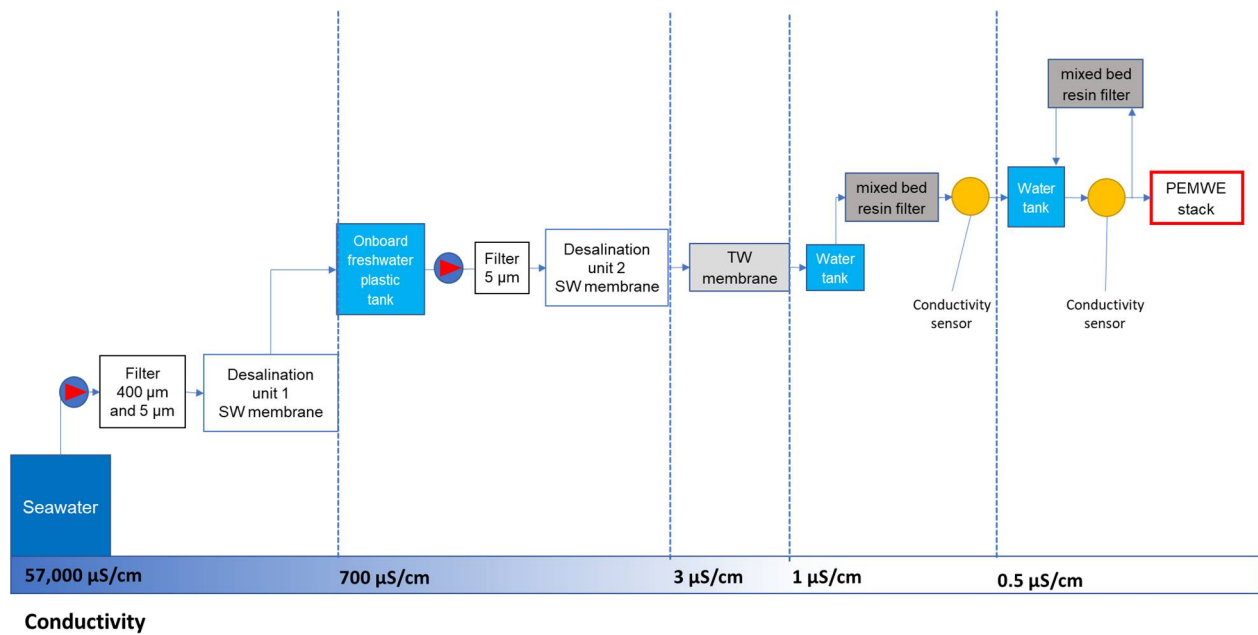 Seawater
Filter
400 µm
and 5 µm
Desalination
unit 1
SW membrane
Onboard
freshwater
plastic
tank
Filter
5 µm
Desalination
unit 2
SW membrane
TW
membrane
Water
tank
mixed bed
resin filter
Conductivity
sensor
Water
tank
mixed bed
resin filter
Conductivity
sensor
PEMWE
stack
57,000 µS/cm
700 µS/cm
3 µS/cm
1 µS/cm
0.5 µS/cm
Conductivity